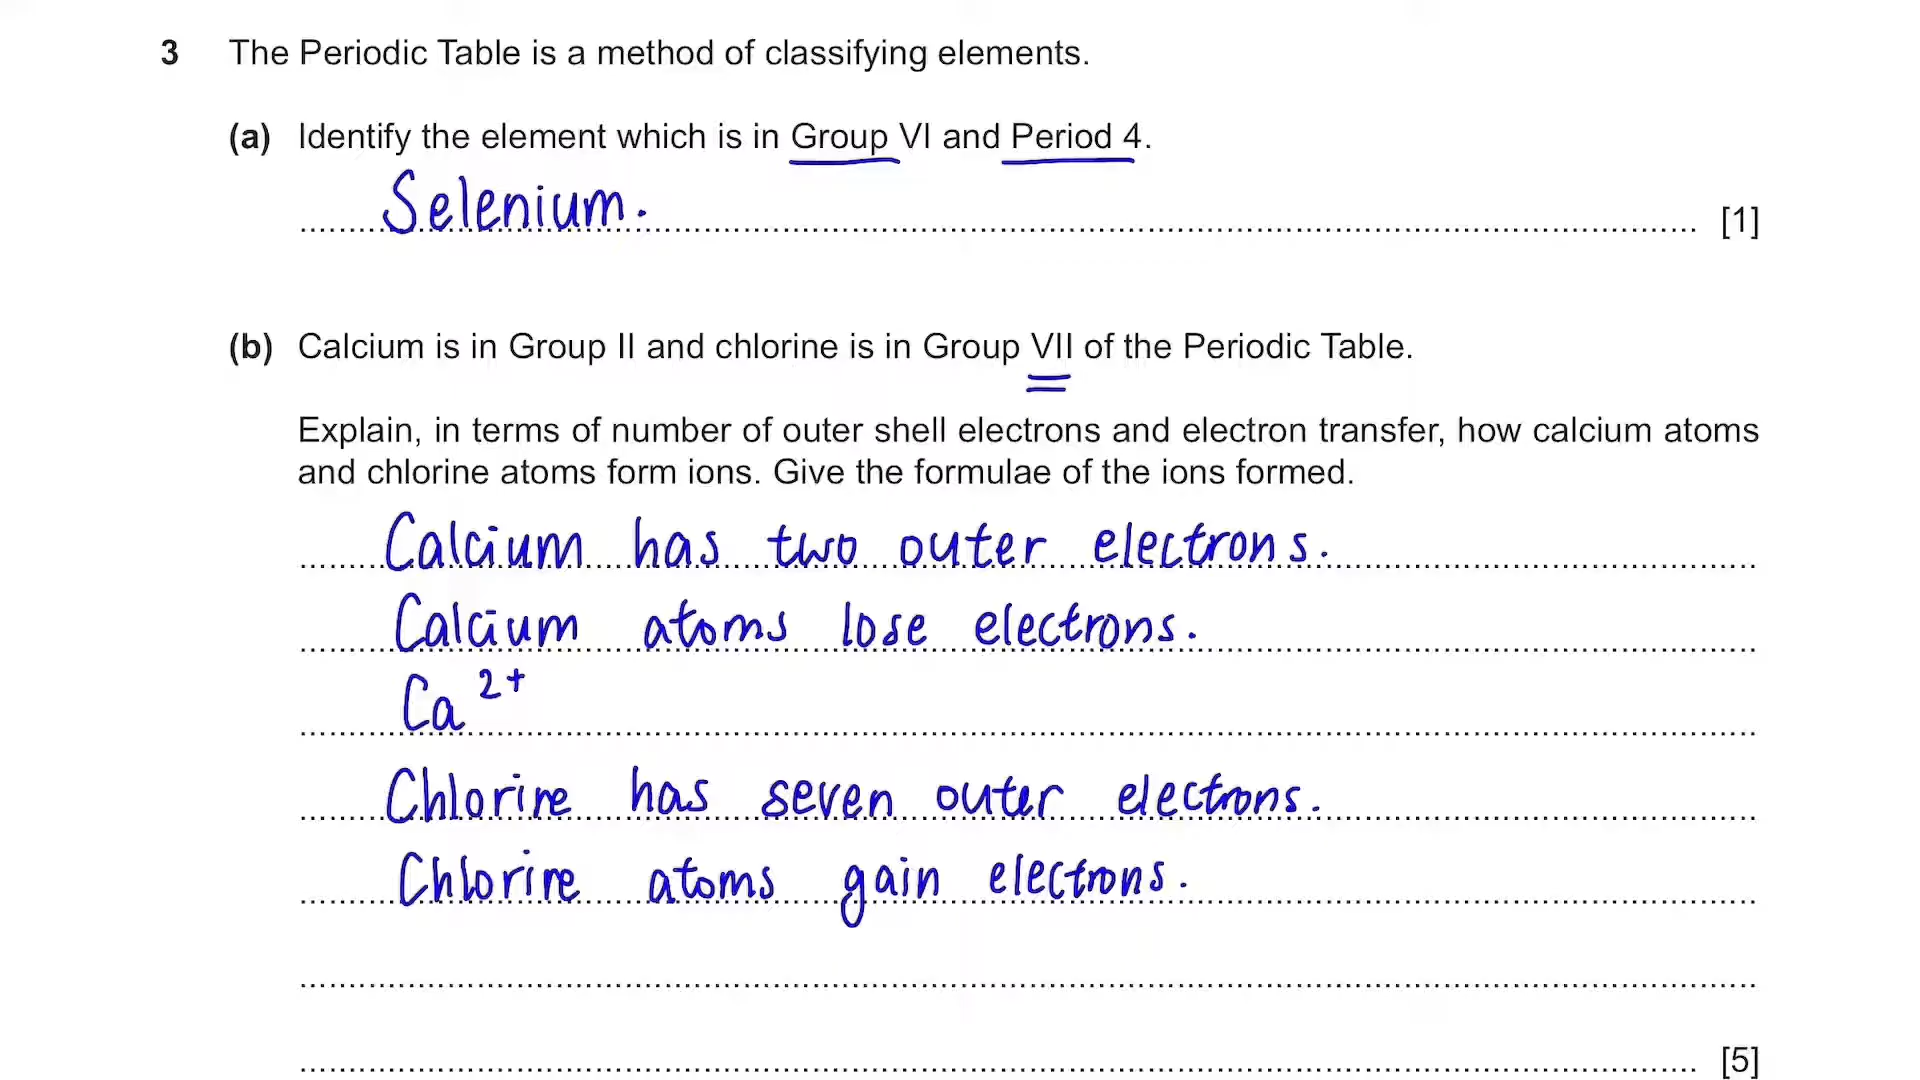 3 The Periodic Table is a method of classifying elements.
(a) Identify the element which is in Group VI and Period 4.
Selenium. [1]
(b) Calcium is in Group II and chlorine is in Group VII of the Periodic Table.
Explain, in terms of number of outer shell electrons and electron transfer, how calcium atoms
and chlorine atoms form ions. Give the formulae of the ions formed.
Calcium has two outer electrons.
Calcium atoms lose electrons.
Ca²⁺
Chlorine has seven outer electrons.
Chlorine atoms gain electrons.
[5]